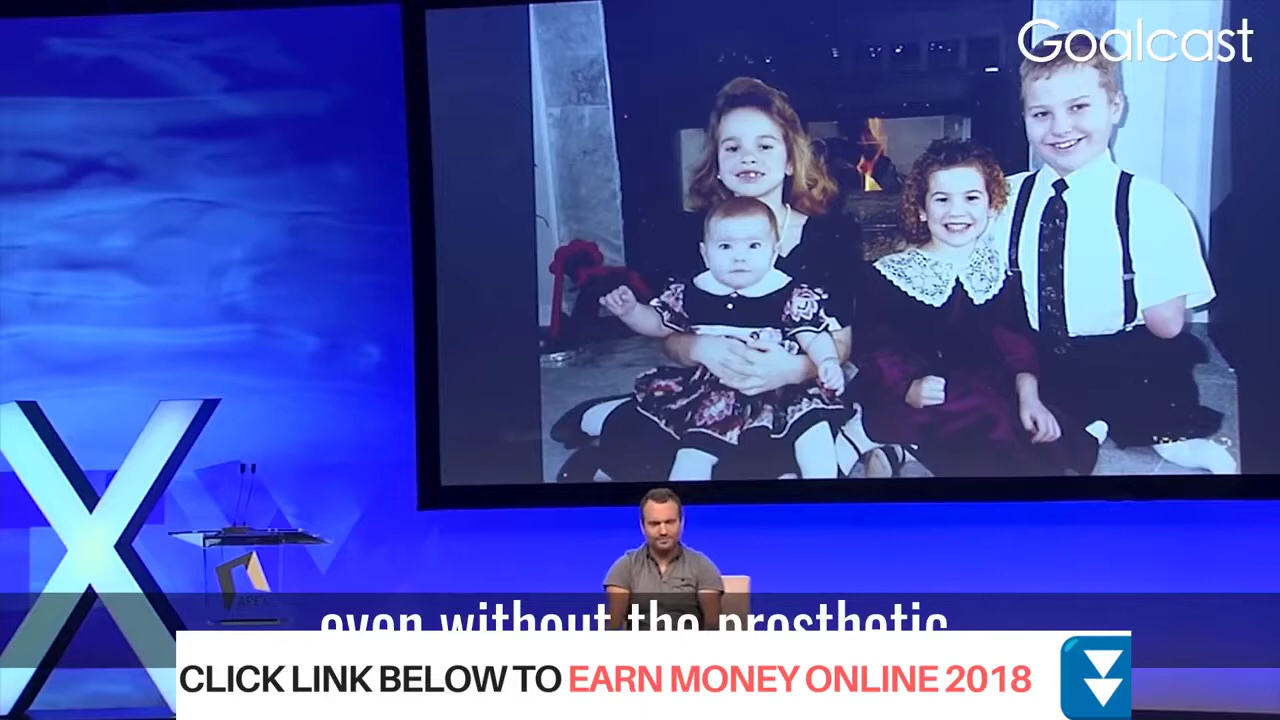 Goalcast
X
even without the prosthetic
CLICK LINK BELOW TO EARN MONEY ONLINE 2018